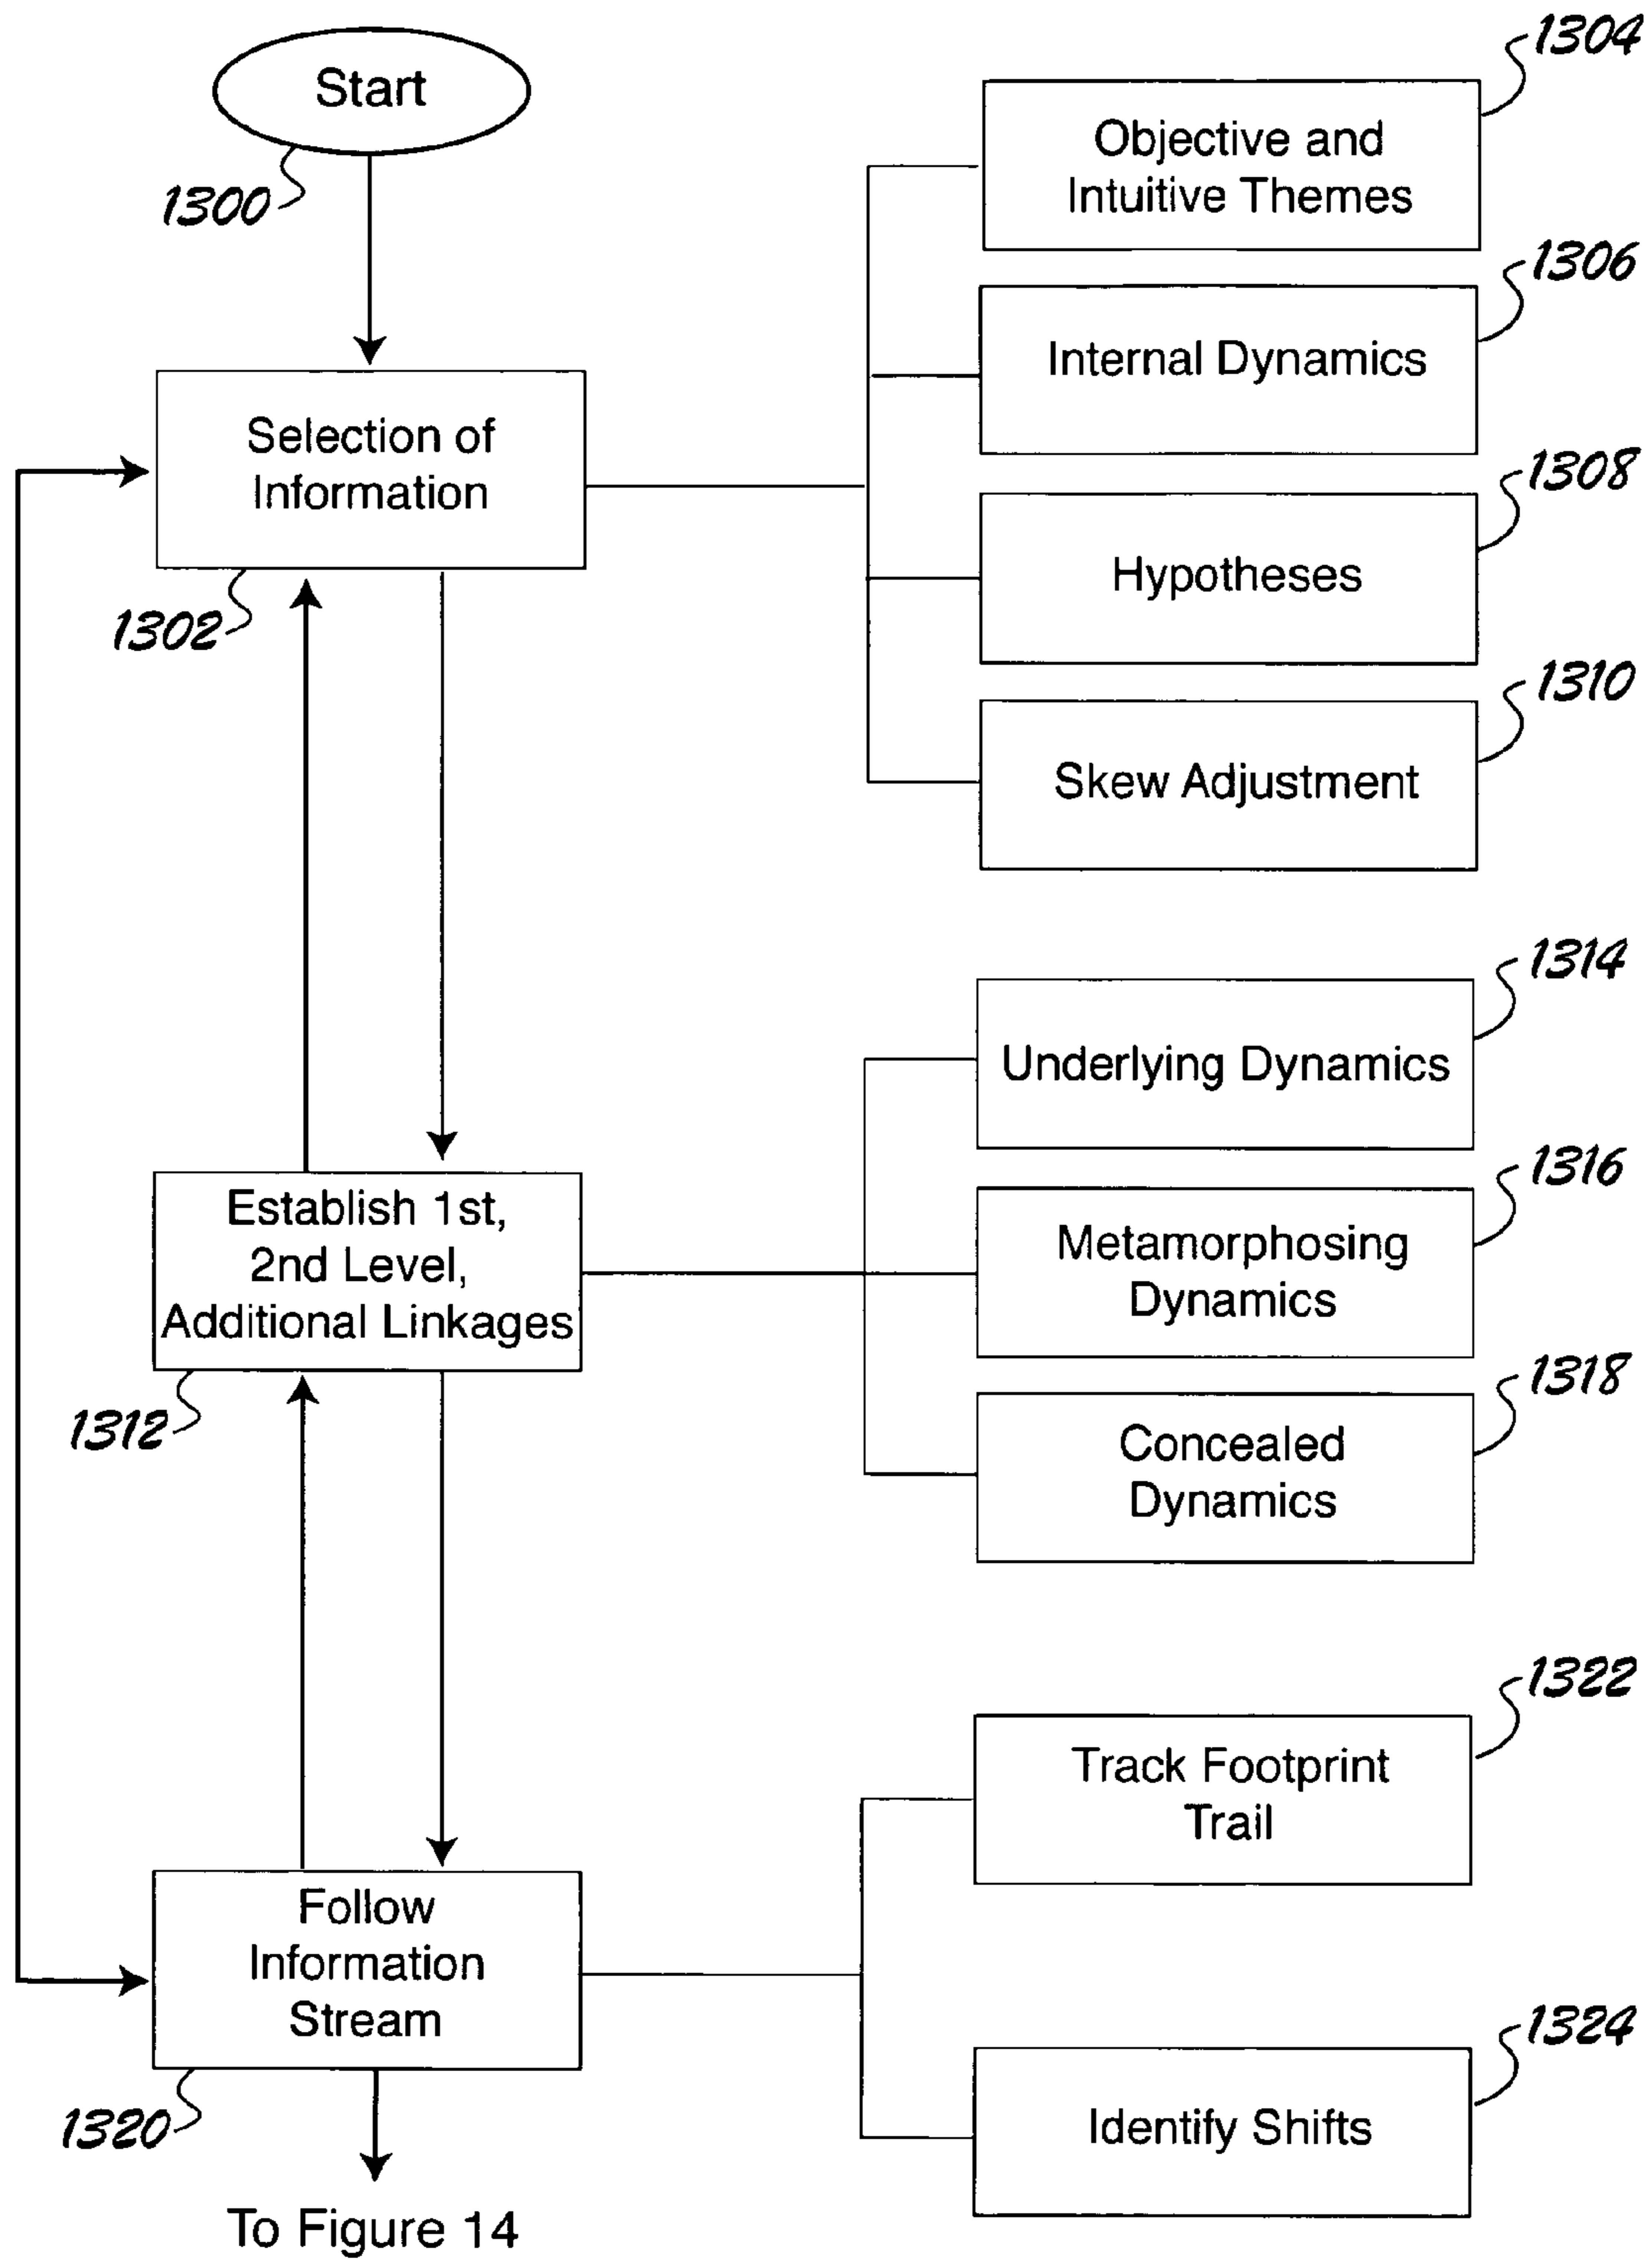 Start
1300
Selection of
Information
1302
Objective and
Intuitive Themes
1304
Internal Dynamics
1306
Hypotheses
1308
Skew Adjustment
1310
Establish 1st,
2nd Level,
Additional Linkages
1312
Underlying Dynamics
1314
Metamorphosing
Dynamics
1316
Concealed
Dynamics
1318
Follow
Information
Stream
1320
Track Footprint
Trail
1322
Identify Shifts
1324
To Figure 14